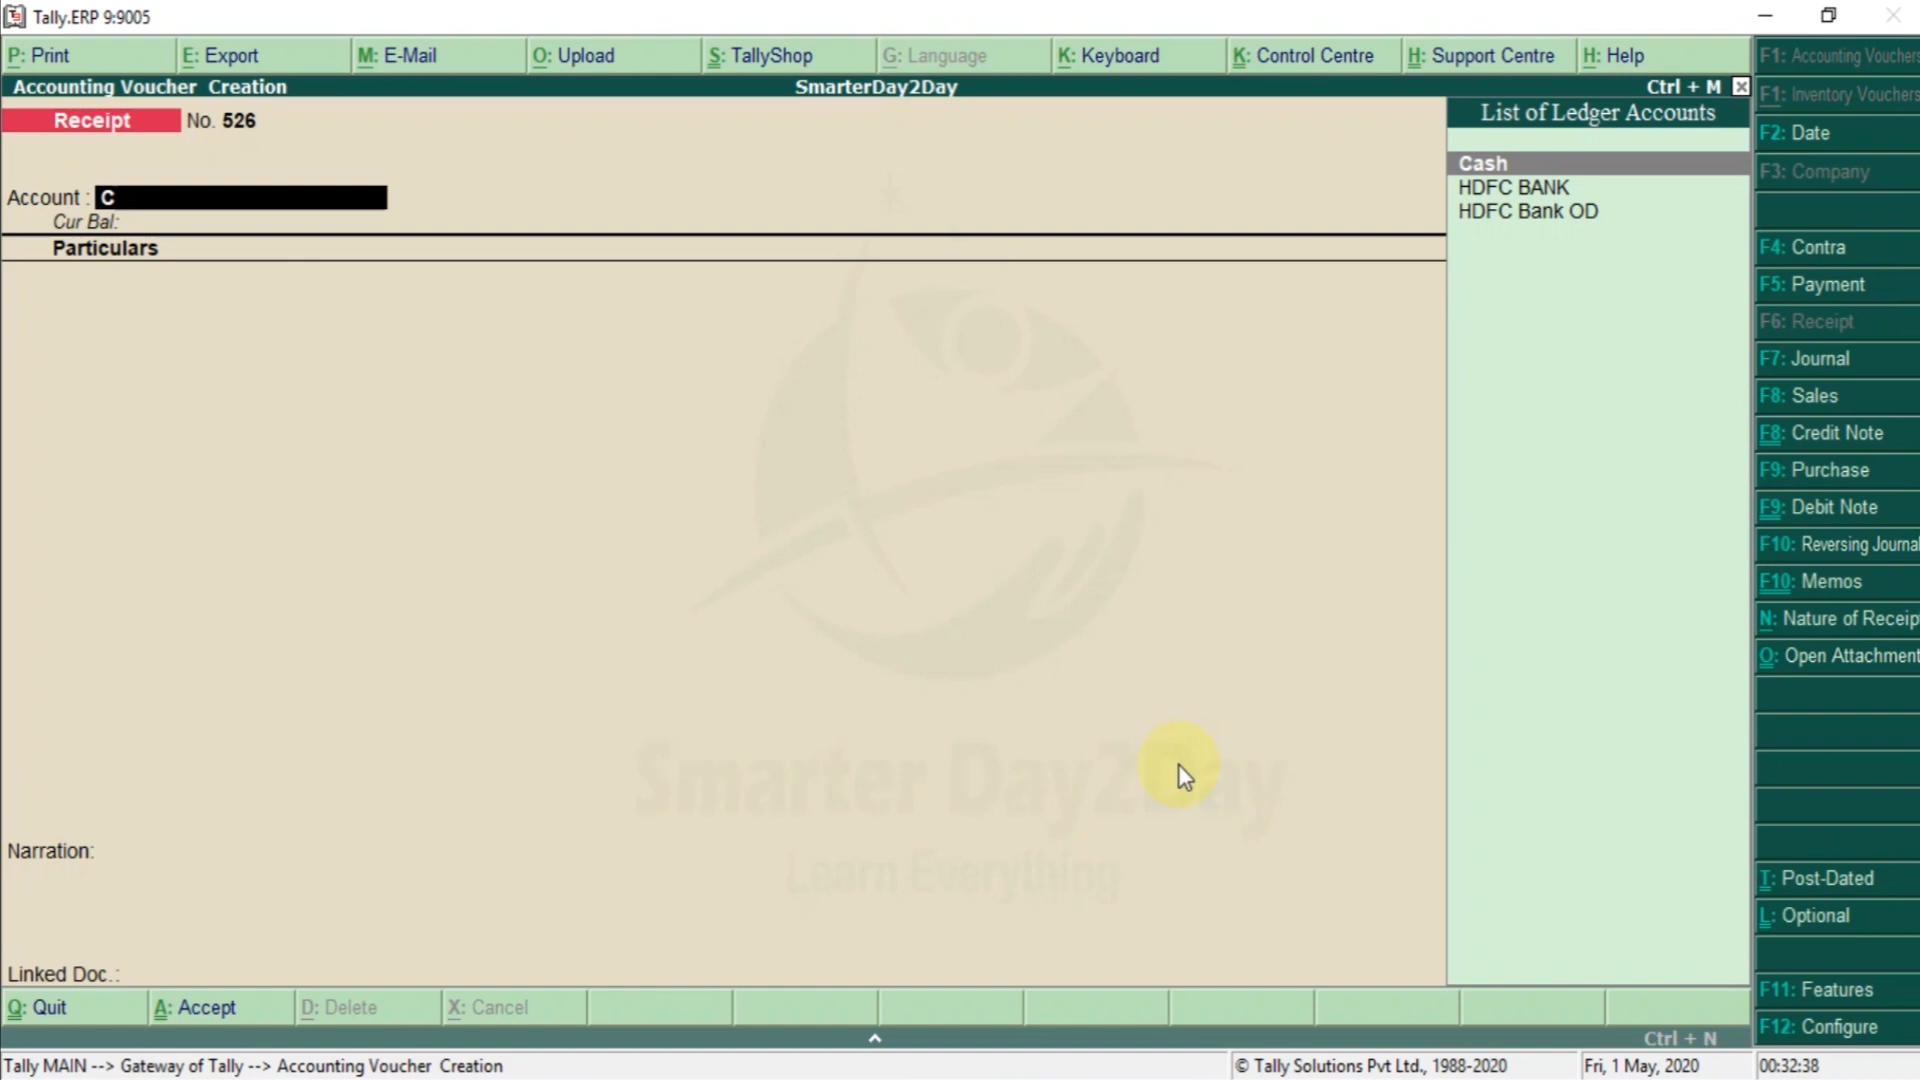 Tally.ERP 9:9005
P: Print
E: Export
M: E-Mail
O: Upload
S: TallyShop
G: Language
K: Keyboard
K: Control Centre
H: Support Centre
H: Help
Accounting Voucher Creation
SmarterDay2Day
Ctrl + M
Receipt No. 526
Account : C
Cur Bal:
Particulars
List of Ledger Accounts
Cash
HDFC BANK
HDFC Bank OD
F1: Accounting Vouchers
F1: Inventory Vouchers
F2: Date
F3: Company
F4: Contra
F5: Payment
F6: Receipt
F7: Journal
F8: Sales
F8: Credit Note
F9: Purchase
F9: Debit Note
F10: Reversing Journal
F10: Memos
N: Nature of Receip
O: Open Attachment
T: Post-Dated
L: Optional
F11: Features
F12: Configure
Smarter Day2Day
Learn Everything
Narration:
Linked Doc.:
Q: Quit
A: Accept
D: Delete
X: Cancel
Ctrl + N
Tally MAIN --> Gateway of Tally --> Accounting Voucher Creation
© Tally Solutions Pvt Ltd., 1988-2020
Fri, 1 May, 2020
00:32:38